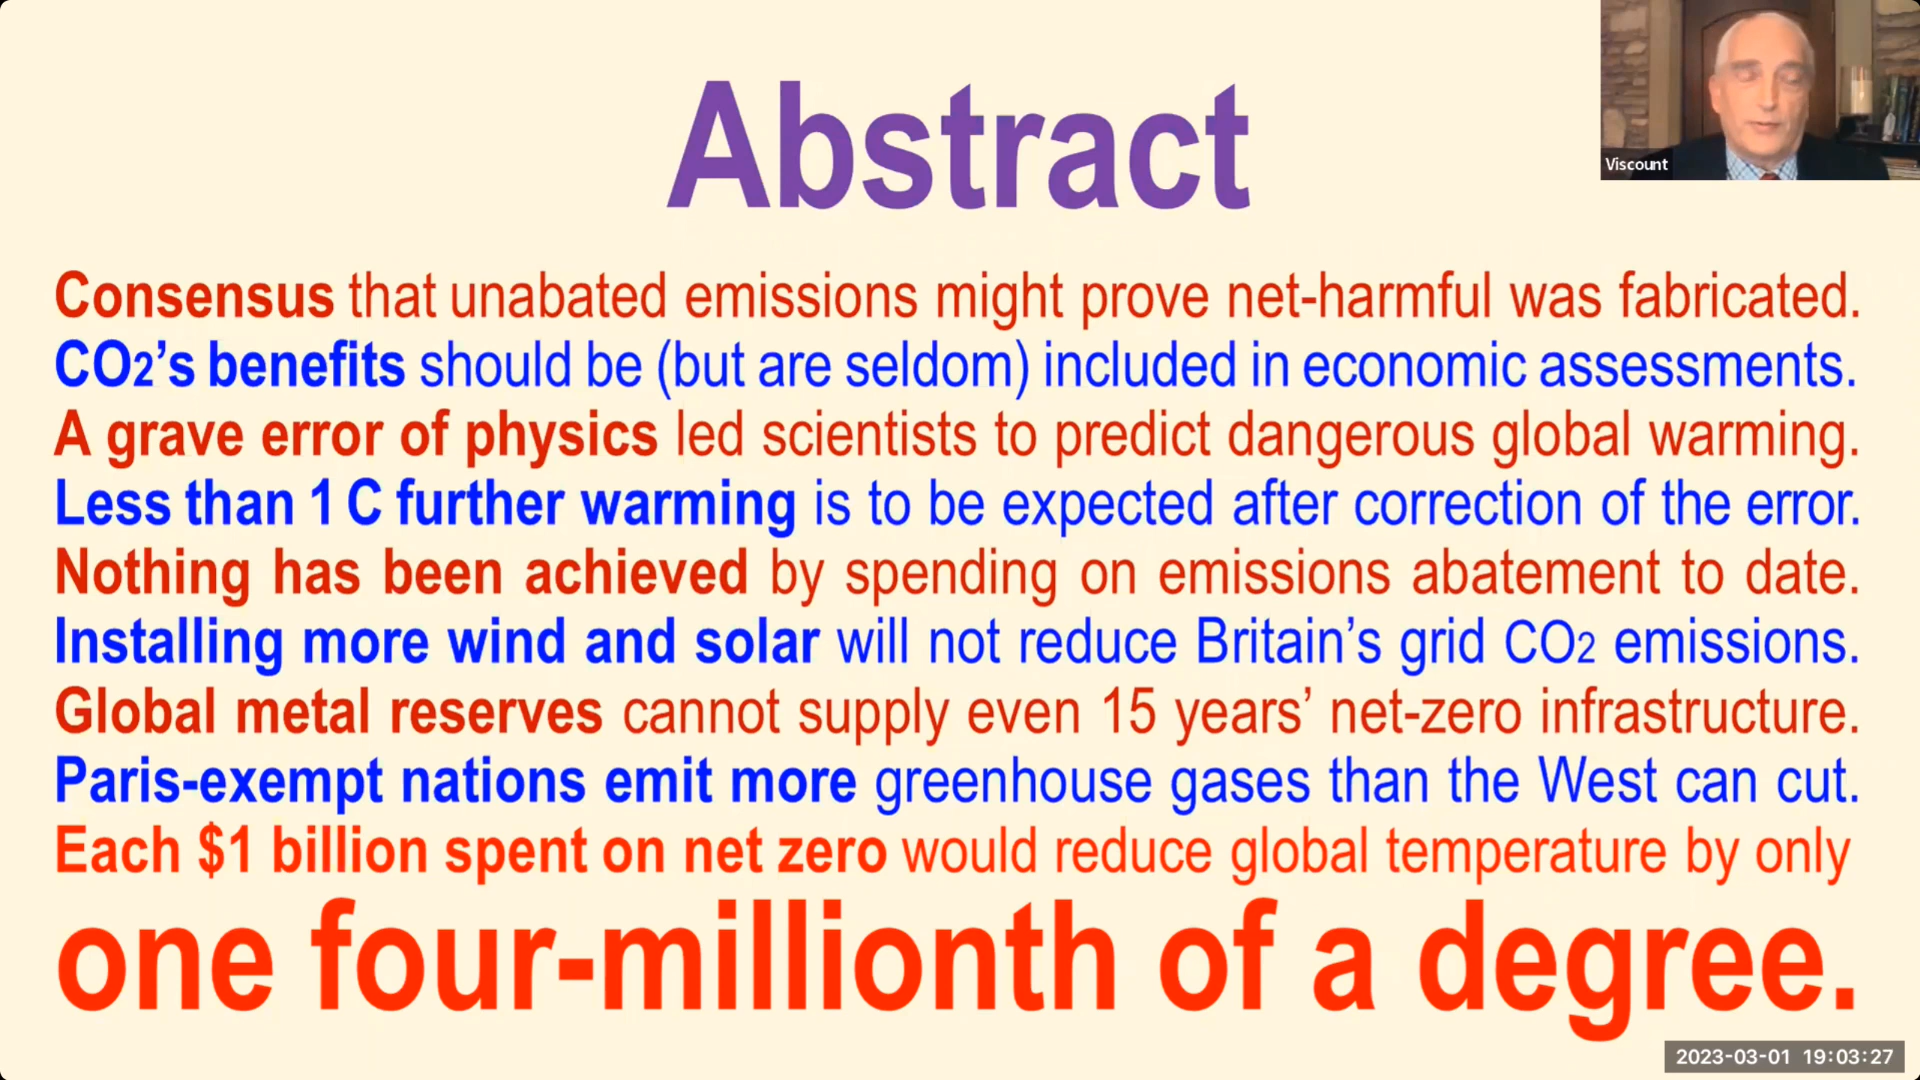 Abstract
Viscount
Consensus that unabated emissions might prove net-harmful was fabricated.
CO2's benefits should be (but are seldom) included in economic assessments.
A grave error of physics led scientists to predict dangerous global warming.
Less than 1 C further warming is to be expected after correction of the error.
Nothing has been achieved by spending on emissions abatement to date.
Installing more wind and solar will not reduce Britain's grid CO2 emissions.
Global metal reserves cannot supply even 15 years' net-zero infrastructure.
Paris-exempt nations emit more greenhouse gases than the West can cut.
Each $1 billion spent on net zero would reduce global temperature by only
one four-millionth of a degree.
2023-03-01 19:03:27